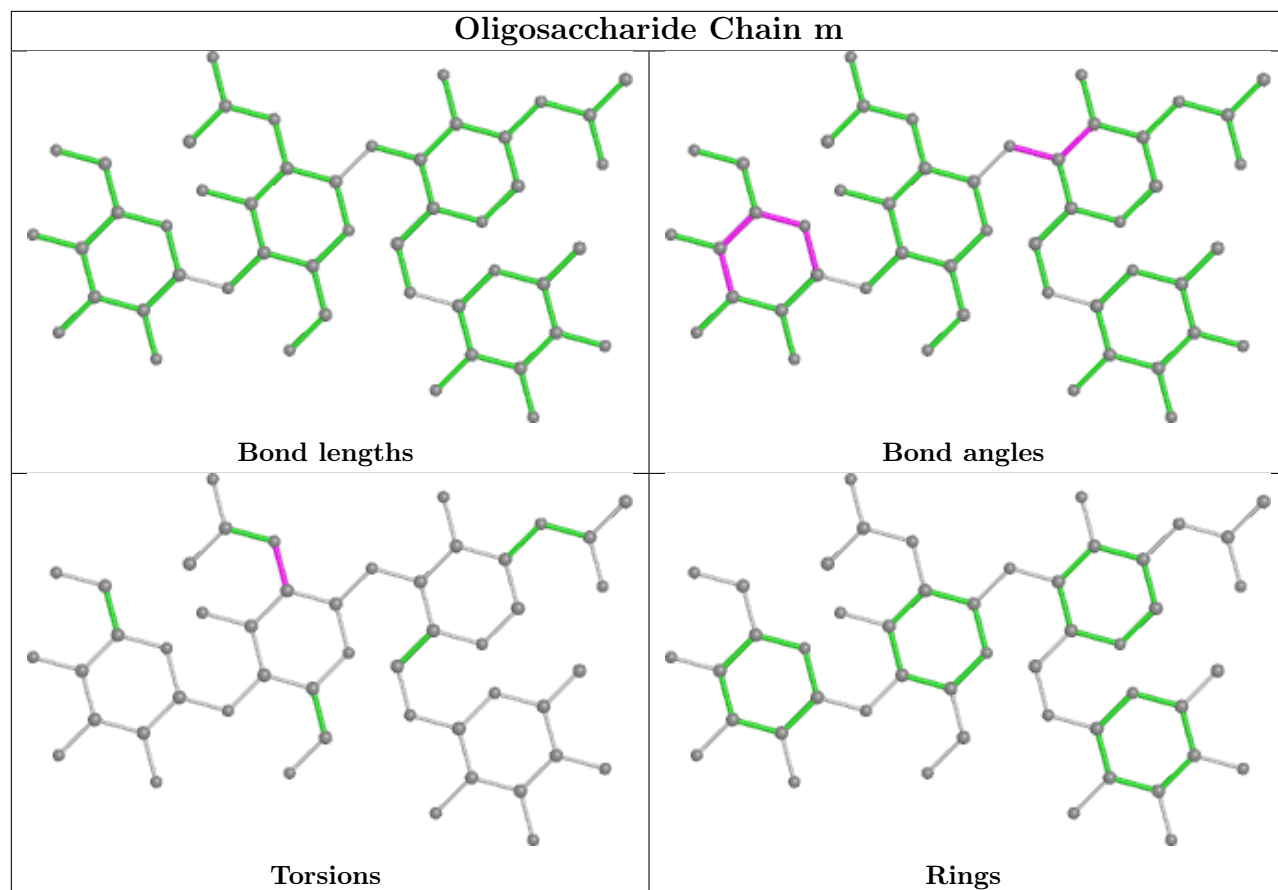 Oligosaccharide Chain m
Bond lengths
Bond angles
Torsions
Rings